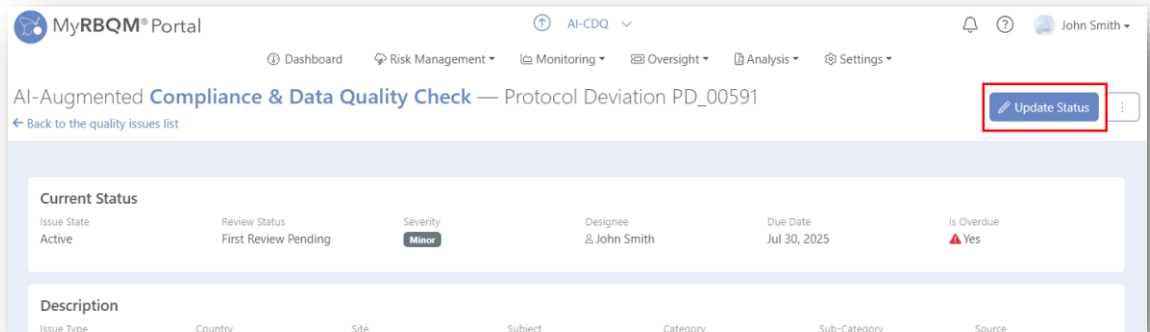 MyRBQM® Portal
AI-CDQ
John Smith
Dashboard Risk Management Monitoring Oversight Analysis Settings
AI-Augmented Compliance & Data Quality Check — Protocol Deviation PD_00591
Update Status
← Back to the quality issues list
Current Status
Issue State Review Status Severity Designee Due Date Is Overdue
Active First Review Pending Minor John Smith Jul 30, 2025 Yes
Description
Issue Type Country Site Subject Category Sub-Category Source